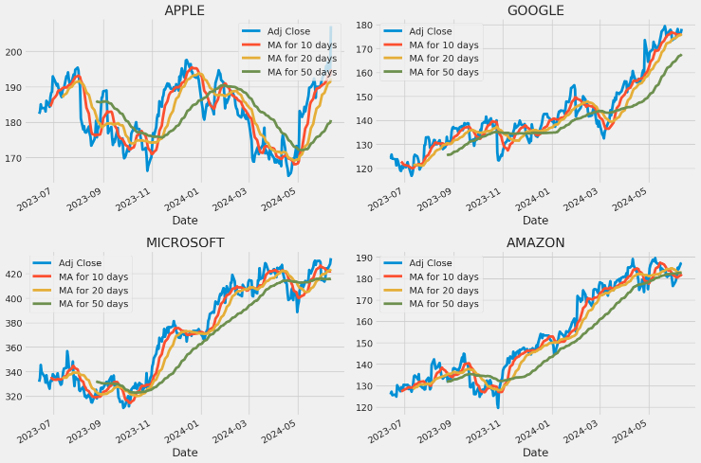 APPLE
Adj Close
MA for 10 days
MA for 20 days
MA for 50 days
200
190
180
170
2023-07
2023-09
2023-11
2024-01
2024-03
2024-05
Date
GOOGLE
Adj Close
MA for 10 days
MA for 20 days
MA for 50 days
180
170
160
150
140
130
120
2023-07
2023-09
2023-11
2024-01
2024-03
2024-05
Date
MICROSOFT
Adj Close
MA for 10 days
MA for 20 days
MA for 50 days
420
400
380
360
340
320
2023-07
2023-09
2023-11
2024-01
2024-03
2024-05
Date
AMAZON
Adj Close
MA for 10 days
MA for 20 days
MA for 50 days
190
180
170
160
150
140
130
120
2023-07
2023-09
2023-11
2024-01
2024-03
2024-05
Date